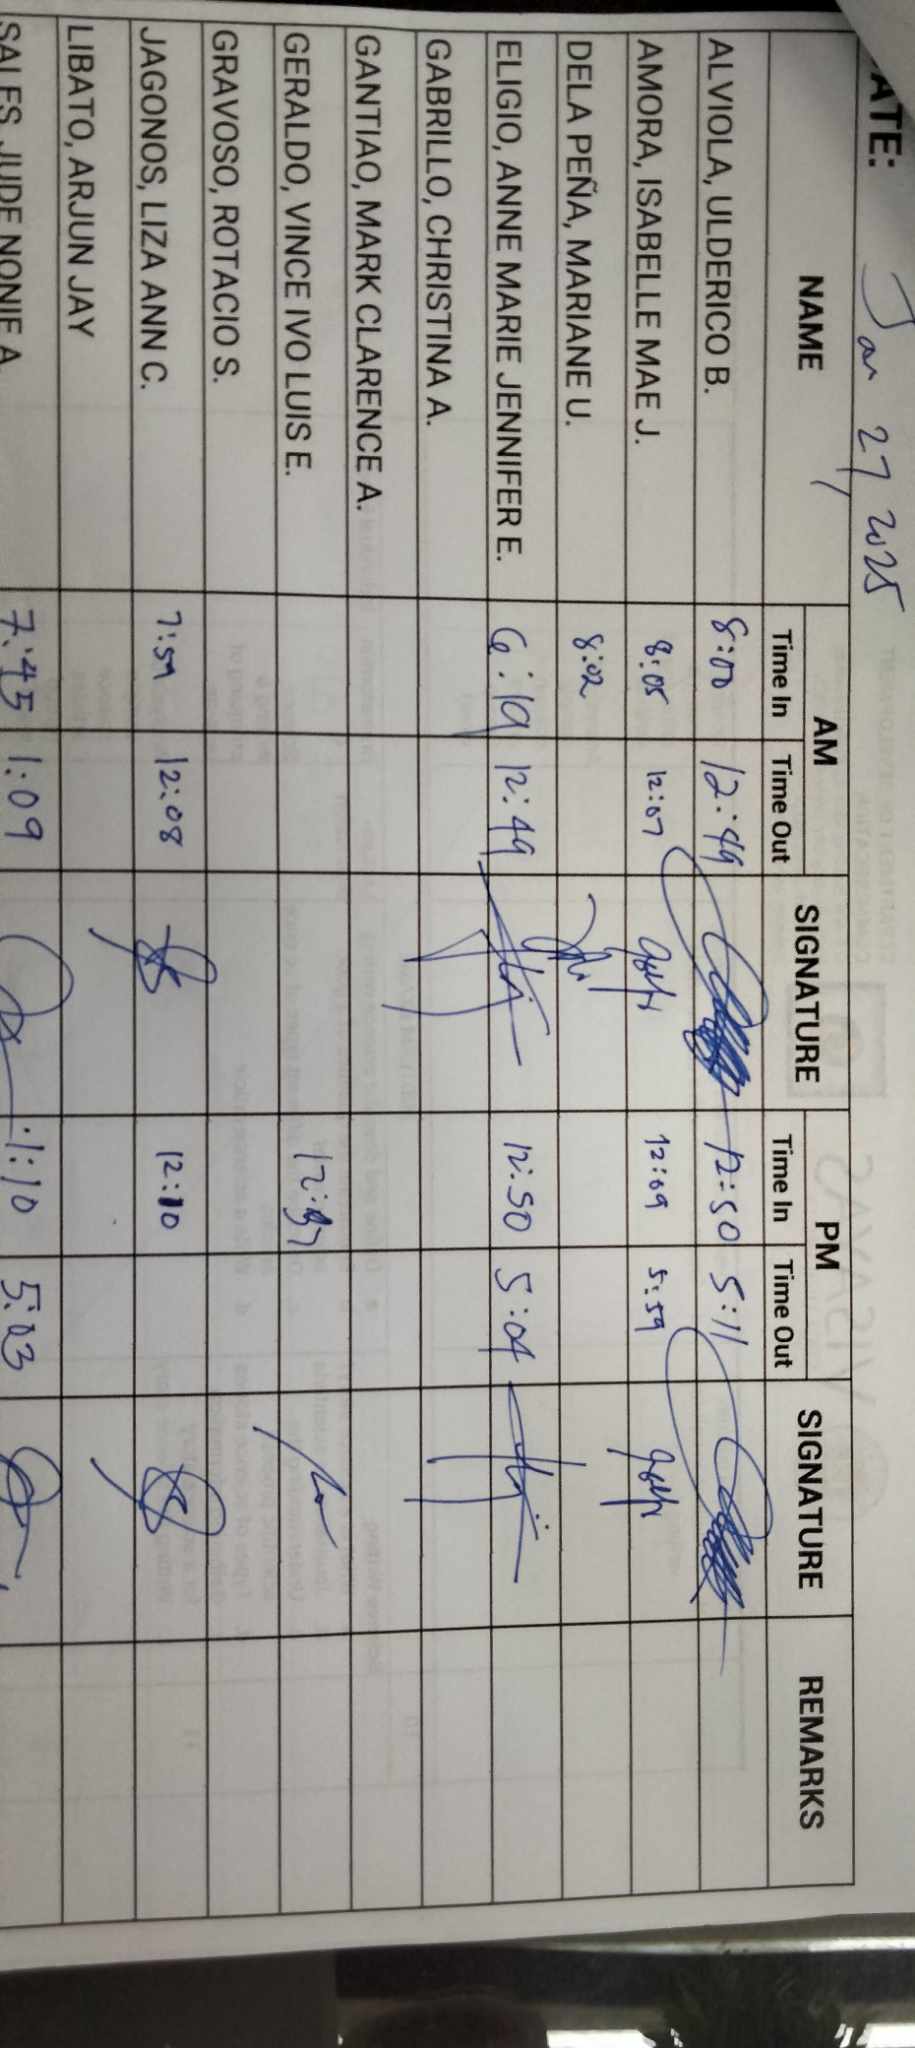 ATE: Jan 27, 2025
NAME AM SIGNATURE PM SIGNATURE REMARKS
Time In Time Out Time In Time Out
ALVIOLA, ULDERICO B. 8:00 12:49 12:50 5:11
AMORA, ISABELLE MAE J. 8:05 12:07 12:09 5:59
DELA PEÑA, MARIANE U. 8:02
ELIGIO, ANNE MARIE JENNIFER E. 6:19 12:49 12:50 5:04
GABRILLO, CHRISTINA A.
GANTIAO, MARK CLARENCE A.
GERALDO, VINCE IVO LUIS E.
GRAVOSO, ROTACIO S.
JAGONOS, LIZA ANN C. 7:59 12:08 12:10
LIBATO, ARJUN JAY
SALES, JUDE NONIE A. 7:45 1:09 1:10 5:03